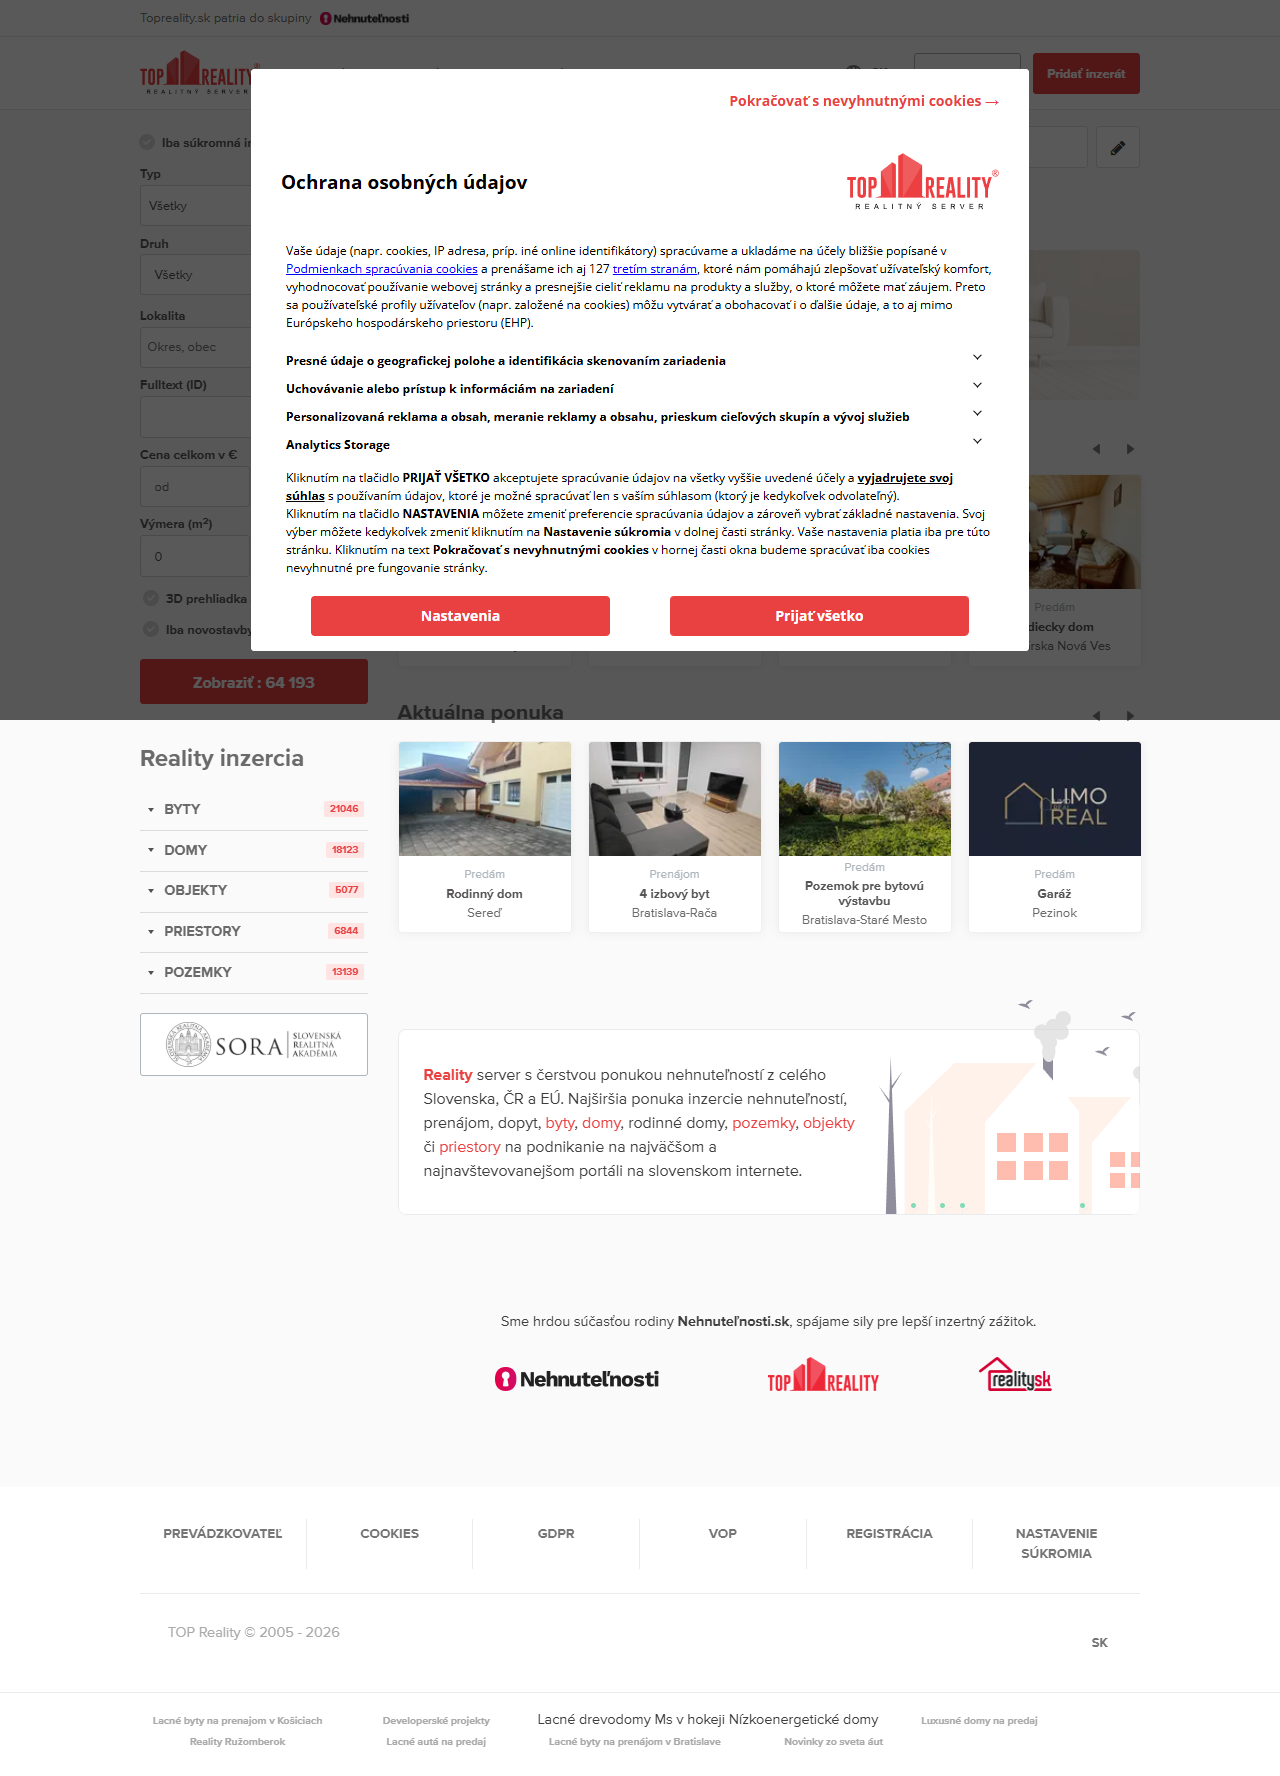 Topreality.sk patria do skupiny Nehnuteľnosti
TOP REALITY
REALITNÝ SERVER
Pridať inzerát
Pokračovať s nevyhnutnými cookies →
Ochrana osobných údajov
TOP REALITY®
REALITNÝ SERVER
Vaše údaje (napr. cookies, IP adresa, príp. iné online identifikátory) spracúvame a ukladáme na účely bližšie popísané v
Podmienkach spracúvania cookies a prenášame ich aj 127 tretím stranám, ktoré nám pomáhajú zlepšovať užívateľský komfort,
vyhodnocovať používanie webovej stránky a presnejšie cieliť reklamu na produkty a služby, o ktoré môžete mať záujem. Preto
sa používateľské profily užívateľov (napr. založené na cookies) môžu vytvárať a obohacovať i o ďalšie údaje, a to aj mimo
Európskeho hospodárskeho priestoru (EHP).
Presné údaje o geografickej polohe a identifikácia skenovaním zariadenia
Uchovávanie alebo prístup k informáciám na zariadení
Personalizovaná reklama a obsah, meranie reklamy a obsahu, prieskum cieľových skupín a vývoj služieb
Analytics Storage
Kliknutím na tlačidlo PRIJAŤ VŠETKO akceptujete spracúvanie údajov na všetky vyššie uvedené účely a vyjadrujete svoj
súhlas s používaním údajov, ktoré je možné spracúvať len s vaším súhlasom (ktorý je kedykoľvek odvolateľný).
Kliknutím na tlačidlo NASTAVENIA môžete zmeniť preferencie spracúvania údajov a zároveň vybrať základné nastavenia. Svoj
výber môžete kedykoľvek zmeniť kliknutím na Nastavenie súkromia v dolnej časti stránky. Vaše nastavenia platia iba pre túto
stránku. Kliknutím na text Pokračovať s nevyhnutnými cookies v hornej časti okna budeme spracúvať iba cookies
nevyhnutné pre fungovanie stránky.
Nastavenia
Prijať všetko
Iba súkromná
Typ
Všetky
Druh
Všetky
Lokalita
Okres, obec
Fulltext (ID)
Cena celkom v €
od
Výmera (m²)
0
3D prehliadka
Iba novostavby
Zobraziť : 64 193
Predám
dom
Nová Ves
Aktuálna ponuka
Reality inzercia
BYTY 21046
DOMY 18123
OBJEKTY 5077
PRIESTORY 6844
POZEMKY 13139
SORA SLOVENSKÁ
REALITNÁ
AKADÉMIA
Predám
Rodinný dom
Sereď
Prenájom
4 izbový byt
Bratislava-Rača
SGW
Predám
Pozemok pre bytovú
výstavbu
Bratislava-Staré Mesto
LIMO
REAL
Predám
Garáž
Pezinok
Reality server s čerstvou ponukou nehnuteľností z celého
Slovenska, ČR a EÚ. Najširšia ponuka inzercie nehnuteľností,
prenájom, dopyt, byty, domy, rodinné domy, pozemky, objekty
či priestory na podnikanie na najväčšom a
najnavštevovanejšom portáli na slovenskom internete.
Sme hrdou súčasťou rodiny Nehnuteľnosti.sk, spájame sily pre lepší inzertný zážitok.
Nehnuteľnosti
TOP REALITY
realitysk
PREVÁDZKOVATEĽ
COOKIES
GDPR
VOP
REGISTRÁCIA
NASTAVENIE
SÚKROMIA
TOP Reality © 2005 - 2026
SK
Lacné byty na prenajom v Košiciach Developerské projekty Lacné drevodomy Ms v hokeji Nízkoenergetické domy Luxusné domy na predaj
Reality Ružomberok Lacné autá na predaj Lacné byty na prenájom v Bratislave Novinky zo sveta áut